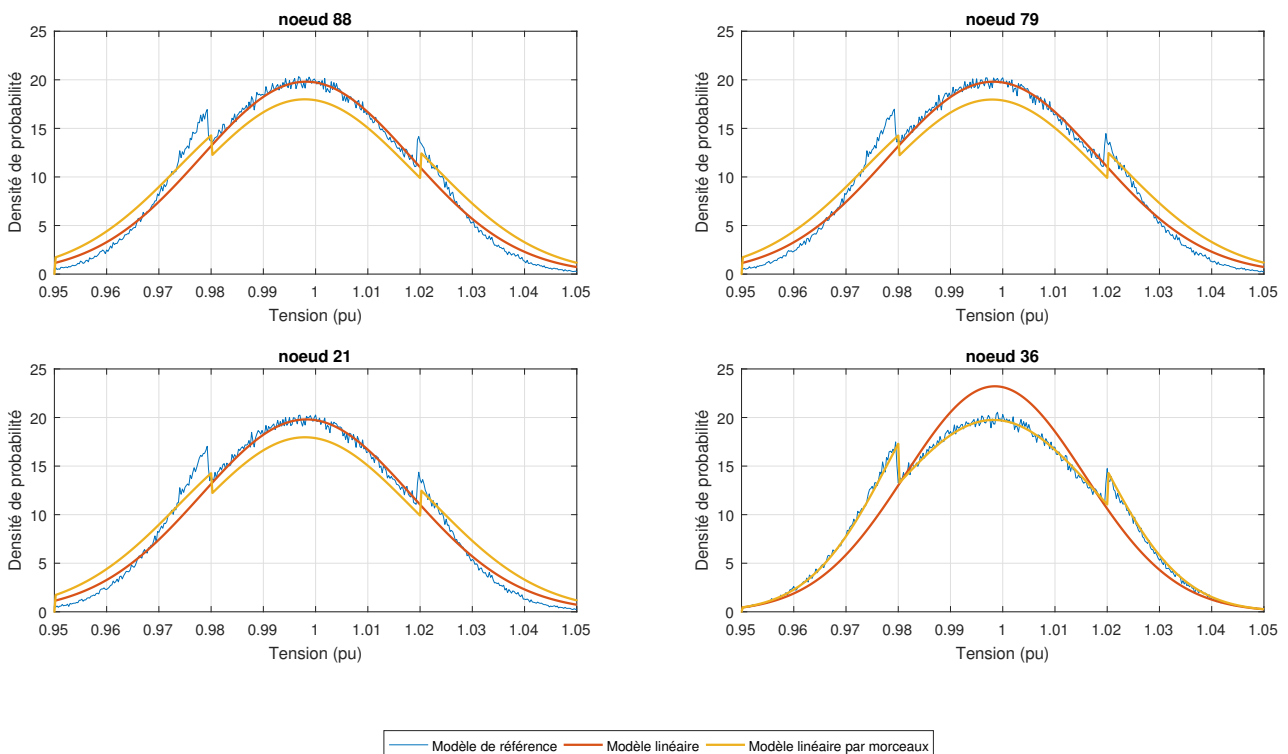 noeud 88
Densité de probabilité
25
20
15
10
5
0
0.95 0.96 0.97 0.98 0.99 1 1.01 1.02 1.03 1.04 1.05
Tension (pu)
noeud 79
Densité de probabilité
25
20
15
10
5
0
0.95 0.96 0.97 0.98 0.99 1 1.01 1.02 1.03 1.04 1.05
Tension (pu)
noeud 21
Densité de probabilité
25
20
15
10
5
0
0.95 0.96 0.97 0.98 0.99 1 1.01 1.02 1.03 1.04 1.05
Tension (pu)
noeud 36
Densité de probabilité
25
20
15
10
5
0
0.95 0.96 0.97 0.98 0.99 1 1.01 1.02 1.03 1.04 1.05
Tension (pu)
Modèle de référence Modèle linéaire Modèle linéaire par morceaux